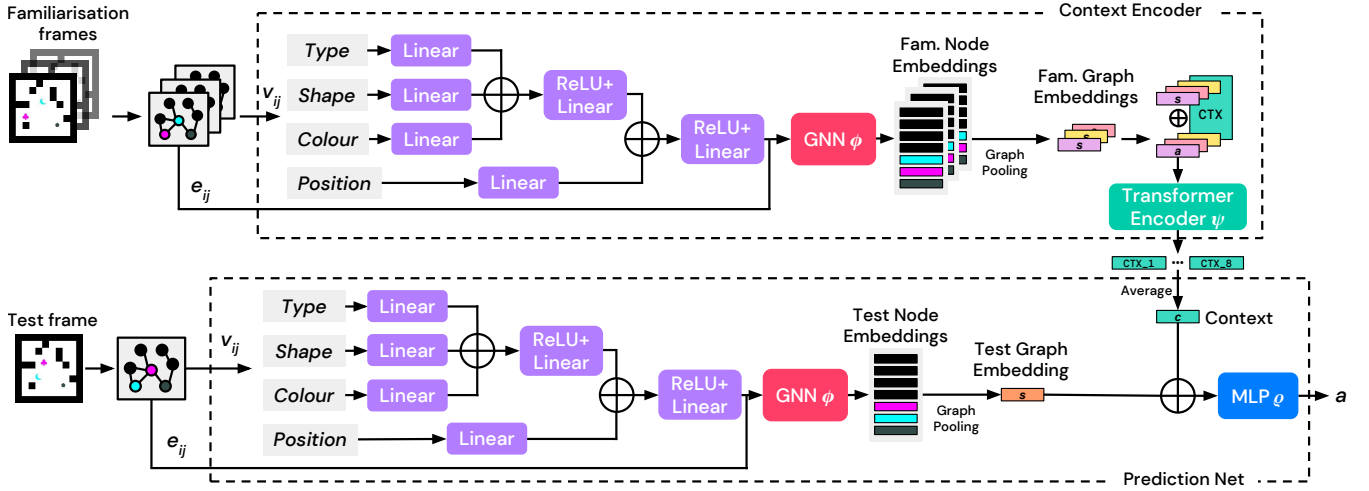 Context Encoder
Familiarisation
frames
v_ij
e_ij
Type
Linear
Shape
Linear
Colour
Linear
Position
Linear
ReLU+
Linear
ReLU+
Linear
GNN ϕ
Fam. Node
Embeddings
Graph
Pooling
Fam. Graph
Embeddings
s
s
s
CTX
a
Transformer
Encoder ψ
CTX_1
...
CTX_8
Average
c
Context
Test frame
v_ij
e_ij
Type
Linear
Shape
Linear
Colour
Linear
Position
Linear
ReLU+
Linear
ReLU+
Linear
GNN ϕ
Test Node
Embeddings
Graph
Pooling
Test Graph
Embedding
s
MLP ϱ
a
Prediction Net